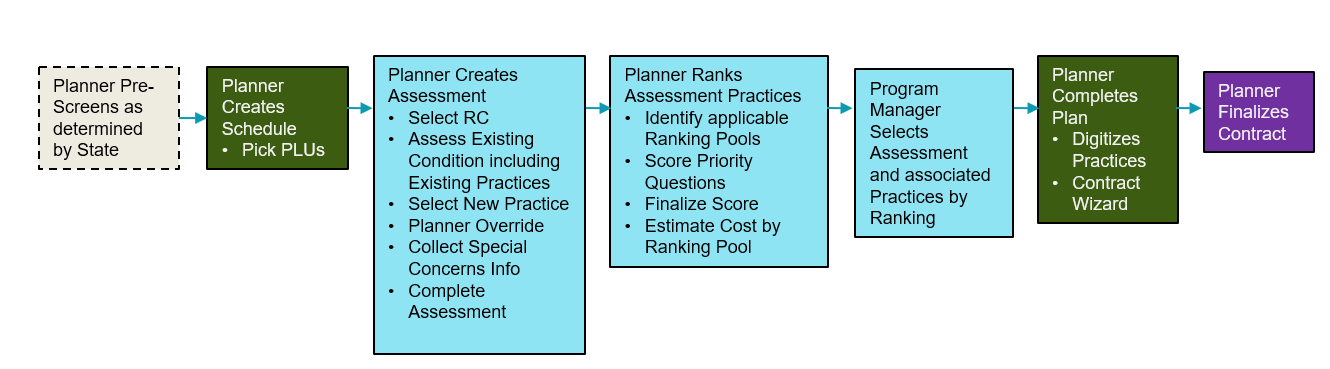 Planner Pre-
Screens as
determined
by State
Planner
Creates
Schedule
• Pick PLUs
Planner Creates
Assessment
• Select RC
• Assess Existing
Condition including
Existing Practices
• Select New Practice
• Planner Override
• Collect Special
Concerns Info
• Complete
Assessment
Planner Ranks
Assessment Practices
• Identify applicable
Ranking Pools
• Score Priority
Questions
• Finalize Score
• Estimate Cost by
Ranking Pool
Program
Manager
Selects
Assessment
and associated
Practices by
Ranking
Planner
Completes
Plan
• Digitizes
Practices
• Contract
Wizard
Planner
Finalizes
Contract